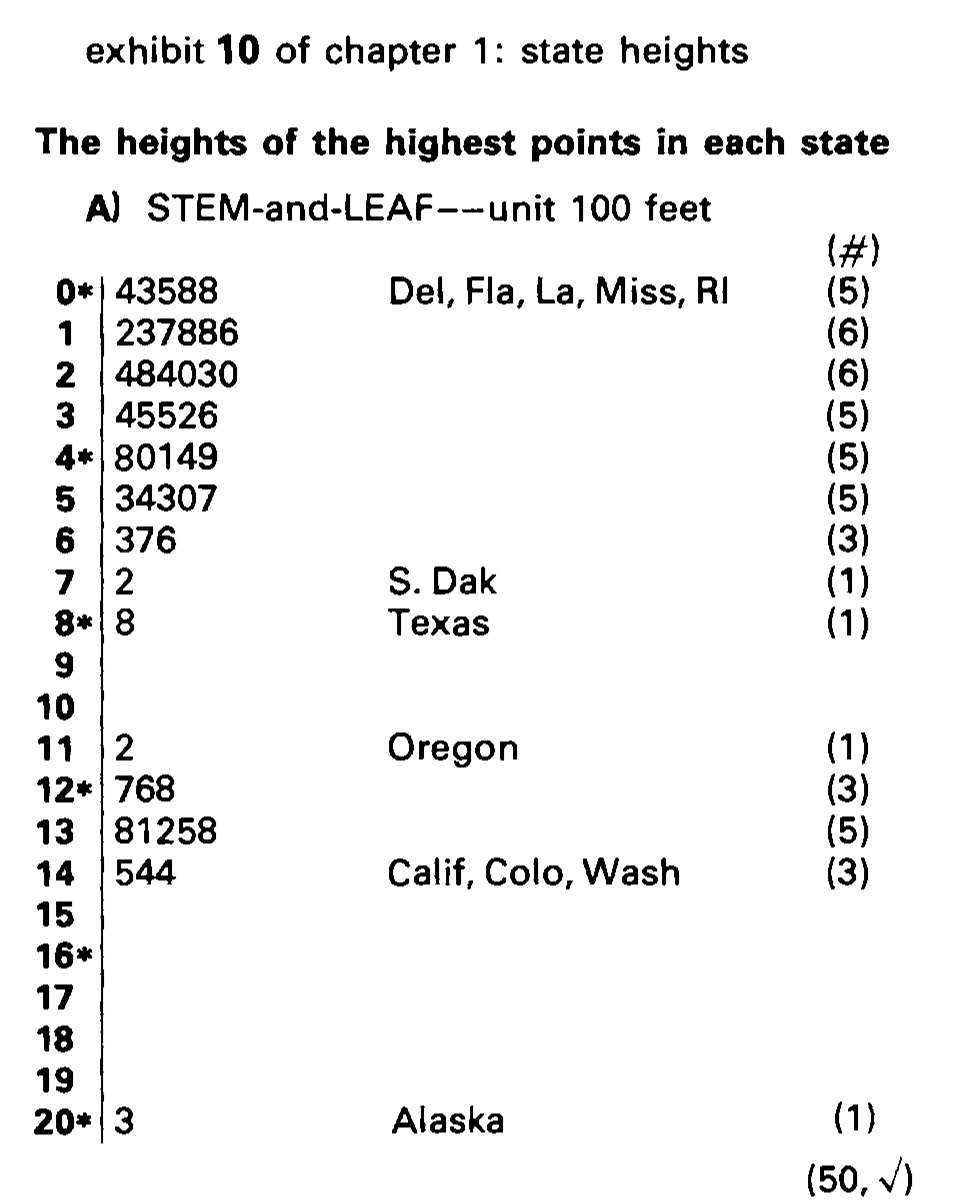 exhibit 10 of chapter 1: state heights
The heights of the highest points in each state
A) STEM-and-LEAF--unit 100 feet
(#)
0* | 43588 Del, Fla, La, Miss, RI (5)
1 | 237886 (6)
2 | 484030 (6)
3 | 45526 (5)
4* | 80149 (5)
5 | 34307 (5)
6 | 376 (3)
7 | 2 S. Dak (1)
8* | 8 Texas (1)
9 |
10 |
11 | 2 Oregon (1)
12* | 768 (3)
13 | 81258 (5)
14 | 544 Calif, Colo, Wash (3)
15 |
16* |
17 |
18 |
19 |
20* | 3 Alaska (1)
(50, √)